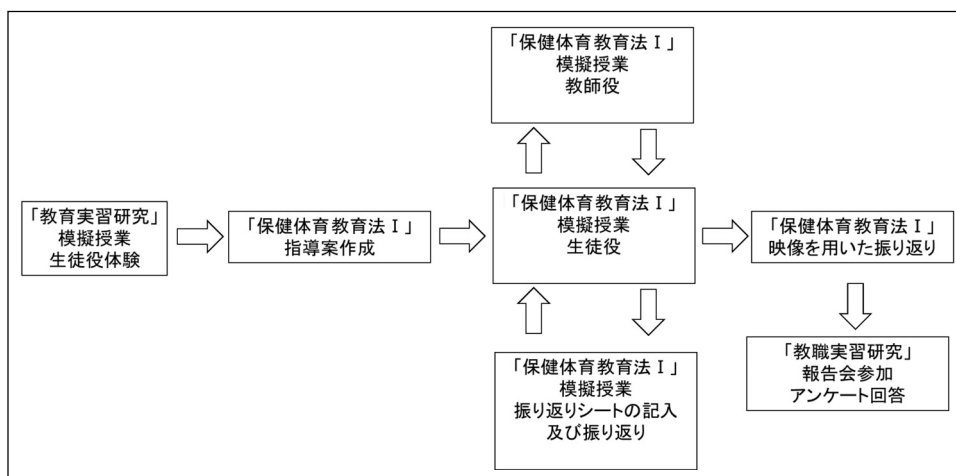 「保健体育教育法Ⅰ」
模擬授業
教師役
「教育実習研究」
模擬授業
生徒役体験
「保健体育教育法Ⅰ」
指導案作成
「保健体育教育法Ⅰ」
模擬授業
生徒役
「保健体育教育法Ⅰ」
映像を用いた振り返り
「保健体育教育法Ⅰ」
模擬授業
振り返りシートの記入
及び振り返り
「教職実習研究」
報告会参加
アンケート回答